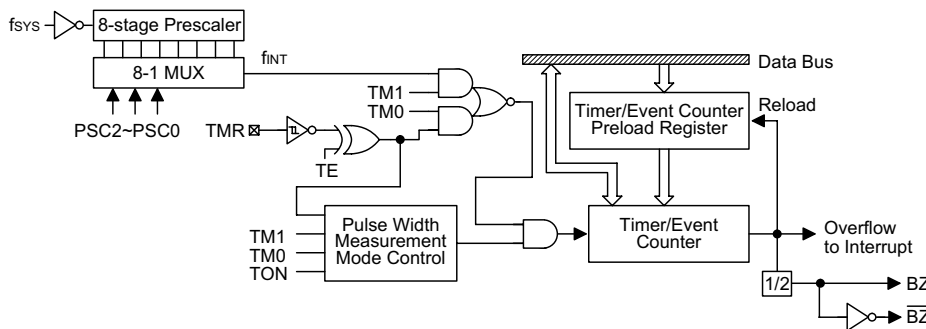 fSYS
8-stage Prescaler
8-1 MUX
PSC2~PSC0
fINT
TM1
TM0
TMR
TE
TM1
TM0
TON
Pulse Width
Measurement
Mode Control
Data Bus
Timer/Event Counter
Preload Register
Reload
Timer/Event
Counter
Overflow
to Interrupt
1/2
BZ
BZ